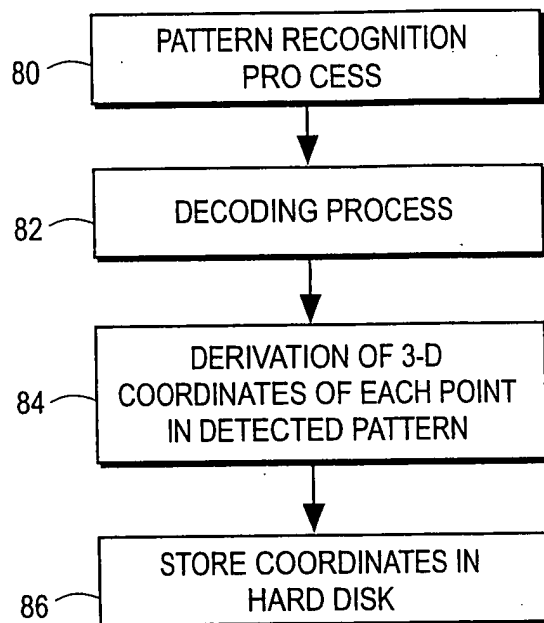 80
PATTERN RECOGNITION
PRO CESS
82
DECODING PROCESS
84
DERIVATION OF 3-D
COORDINATES OF EACH POINT
IN DETECTED PATTERN
86
STORE COORDINATES IN
HARD DISK